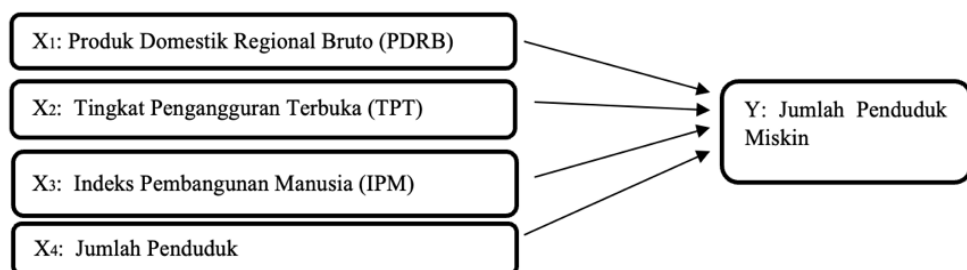 X1: Produk Domestik Regional Bruto (PDRB)
X2: Tingkat Pengangguran Terbuka (TPT)
X3: Indeks Pembangunan Manusia (IPM)
X4: Jumlah Penduduk
Y: Jumlah Penduduk
Miskin